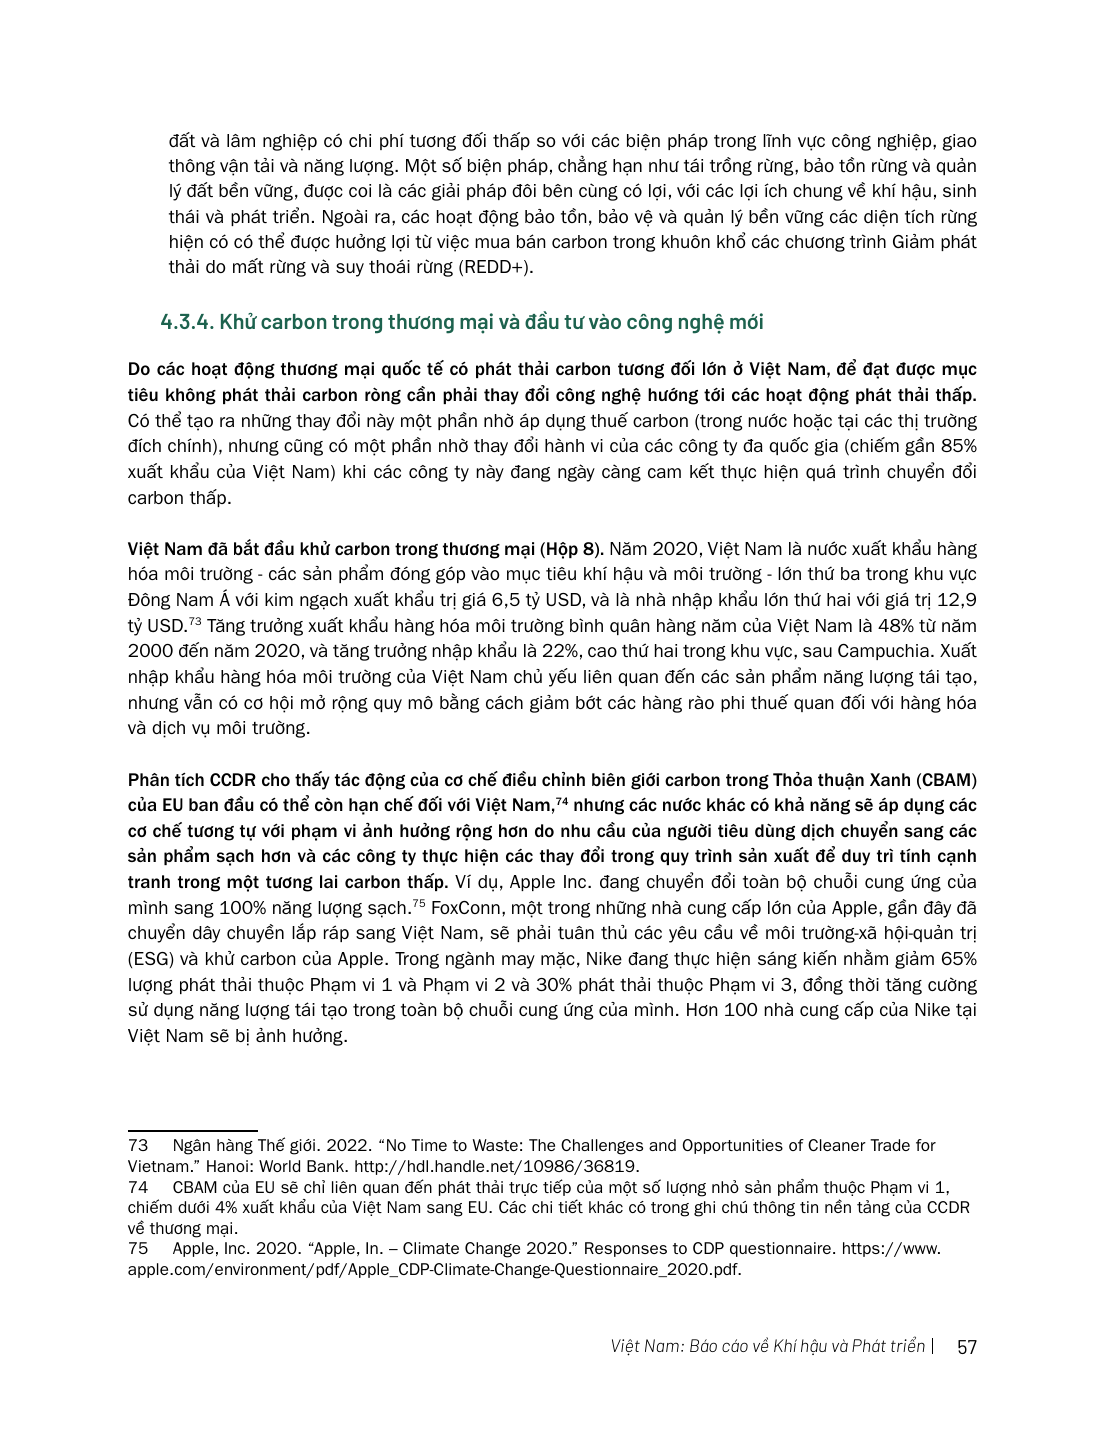 đất và lâm nghiệp có chi phí tương đối thấp so với các biện pháp trong lĩnh vực công nghiệp, giao
thông vận tải và năng lượng. Một số biện pháp, chẳng hạn như tái trồng rừng, bảo tồn rừng và quản
lý đất bền vững, được coi là các giải pháp đôi bên cùng có lợi, với các lợi ích chung về khí hậu, sinh
thái và phát triển. Ngoài ra, các hoạt động bảo tồn, bảo vệ và quản lý bền vững các diện tích rừng
hiện có có thể được hưởng lợi từ việc mua bán carbon trong khuôn khổ các chương trình Giảm phát
thải do mất rừng và suy thoái rừng (REDD+).
4.3.4. Khử carbon trong thương mại và đầu tư vào công nghệ mới
Do các hoạt động thương mại quốc tế có phát thải carbon tương đối lớn ở Việt Nam, để đạt được mục
tiêu không phát thải carbon ròng cần phải thay đổi công nghệ hướng tới các hoạt động phát thải thấp.
Có thể tạo ra những thay đổi này một phần nhờ áp dụng thuế carbon (trong nước hoặc tại các thị trường
đích chính), nhưng cũng có một phần nhờ thay đổi hành vi của các công ty đa quốc gia (chiếm gần 85%
xuất khẩu của Việt Nam) khi các công ty này đang ngày càng cam kết thực hiện quá trình chuyển đổi
carbon thấp.
Việt Nam đã bắt đầu khử carbon trong thương mại (Hộp 8). Năm 2020, Việt Nam là nước xuất khẩu hàng
hóa môi trường - các sản phẩm đóng góp vào mục tiêu khí hậu và môi trường - lớn thứ ba trong khu vực
Đông Nam Á với kim ngạch xuất khẩu trị giá 6,5 tỷ USD, và là nhà nhập khẩu lớn thứ hai với giá trị 12,9
tỷ USD.⁷³ Tăng trưởng xuất khẩu hàng hóa môi trường bình quân hàng năm của Việt Nam là 48% từ năm
2000 đến năm 2020, và tăng trưởng nhập khẩu là 22%, cao thứ hai trong khu vực, sau Campuchia. Xuất
nhập khẩu hàng hóa môi trường của Việt Nam chủ yếu liên quan đến các sản phẩm năng lượng tái tạo,
nhưng vẫn có cơ hội mở rộng quy mô bằng cách giảm bớt các hàng rào phi thuế quan đối với hàng hóa
và dịch vụ môi trường.
Phân tích CCDR cho thấy tác động của cơ chế điều chỉnh biên giới carbon trong Thỏa thuận Xanh (CBAM)
của EU ban đầu có thể còn hạn chế đối với Việt Nam,⁷⁴ nhưng các nước khác có khả năng sẽ áp dụng các
cơ chế tương tự với phạm vi ảnh hưởng rộng hơn do nhu cầu của người tiêu dùng dịch chuyển sang các
sản phẩm sạch hơn và các công ty thực hiện các thay đổi trong quy trình sản xuất để duy trì tính cạnh
tranh trong một tương lai carbon thấp. Ví dụ, Apple Inc. đang chuyển đổi toàn bộ chuỗi cung ứng của
mình sang 100% năng lượng sạch.⁷⁵ FoxConn, một trong những nhà cung cấp lớn của Apple, gần đây đã
chuyển dây chuyền lắp ráp sang Việt Nam, sẽ phải tuân thủ các yêu cầu về môi trường-xã hội-quản trị
(ESG) và khử carbon của Apple. Trong ngành may mặc, Nike đang thực hiện sáng kiến nhằm giảm 65%
lượng phát thải thuộc Phạm vi 1 và Phạm vi 2 và 30% phát thải thuộc Phạm vi 3, đồng thời tăng cường
sử dụng năng lượng tái tạo trong toàn bộ chuỗi cung ứng của mình. Hơn 100 nhà cung cấp của Nike tại
Việt Nam sẽ bị ảnh hưởng.
73 Ngân hàng Thế giới. 2022. “No Time to Waste: The Challenges and Opportunities of Cleaner Trade for
Vietnam.” Hanoi: World Bank. http://hdl.handle.net/10986/36819.
74 CBAM của EU sẽ chỉ liên quan đến phát thải trực tiếp của một số lượng nhỏ sản phẩm thuộc Phạm vi 1,
chiếm dưới 4% xuất khẩu của Việt Nam sang EU. Các chi tiết khác có trong ghi chú thông tin nền tảng của CCDR
về thương mại.
75 Apple, Inc. 2020. “Apple, In. – Climate Change 2020.” Responses to CDP questionnaire. https://www.
apple.com/environment/pdf/Apple_CDP-Climate-Change-Questionnaire_2020.pdf.
Việt Nam: Báo cáo về Khí hậu và Phát triển | 57